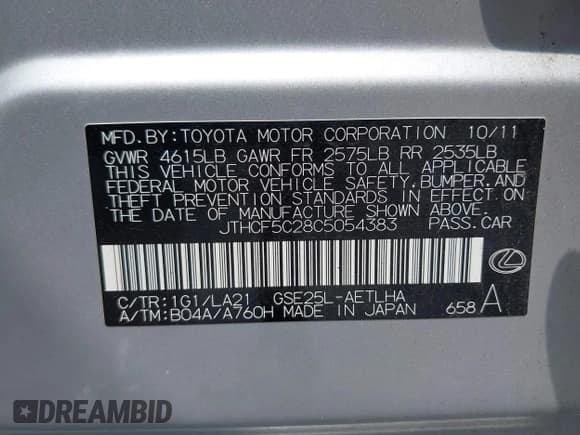 MFD.BY:TOYOTA MOTOR CORPORATION 10/11
GVWR 4615LB GAWR FR 2575LB RR 2535LB
THIS VEHICLE CONFORMS TO ALL APPLICABLE
FEDERAL MOTOR VEHICLE SAFETY,BUMPER,AND
THEFT PREVENTION STANDARDS IN EFFECT ON
THE DATE OF MANUFACTURE SHOWN ABOVE.
JTHCF5C28C5054383 PASS.CAR
C/TR:1G1/LA21 GSE25L-AETLHA
A/TM:B04A/A760H MADE IN JAPAN 658 A
DREAMBID